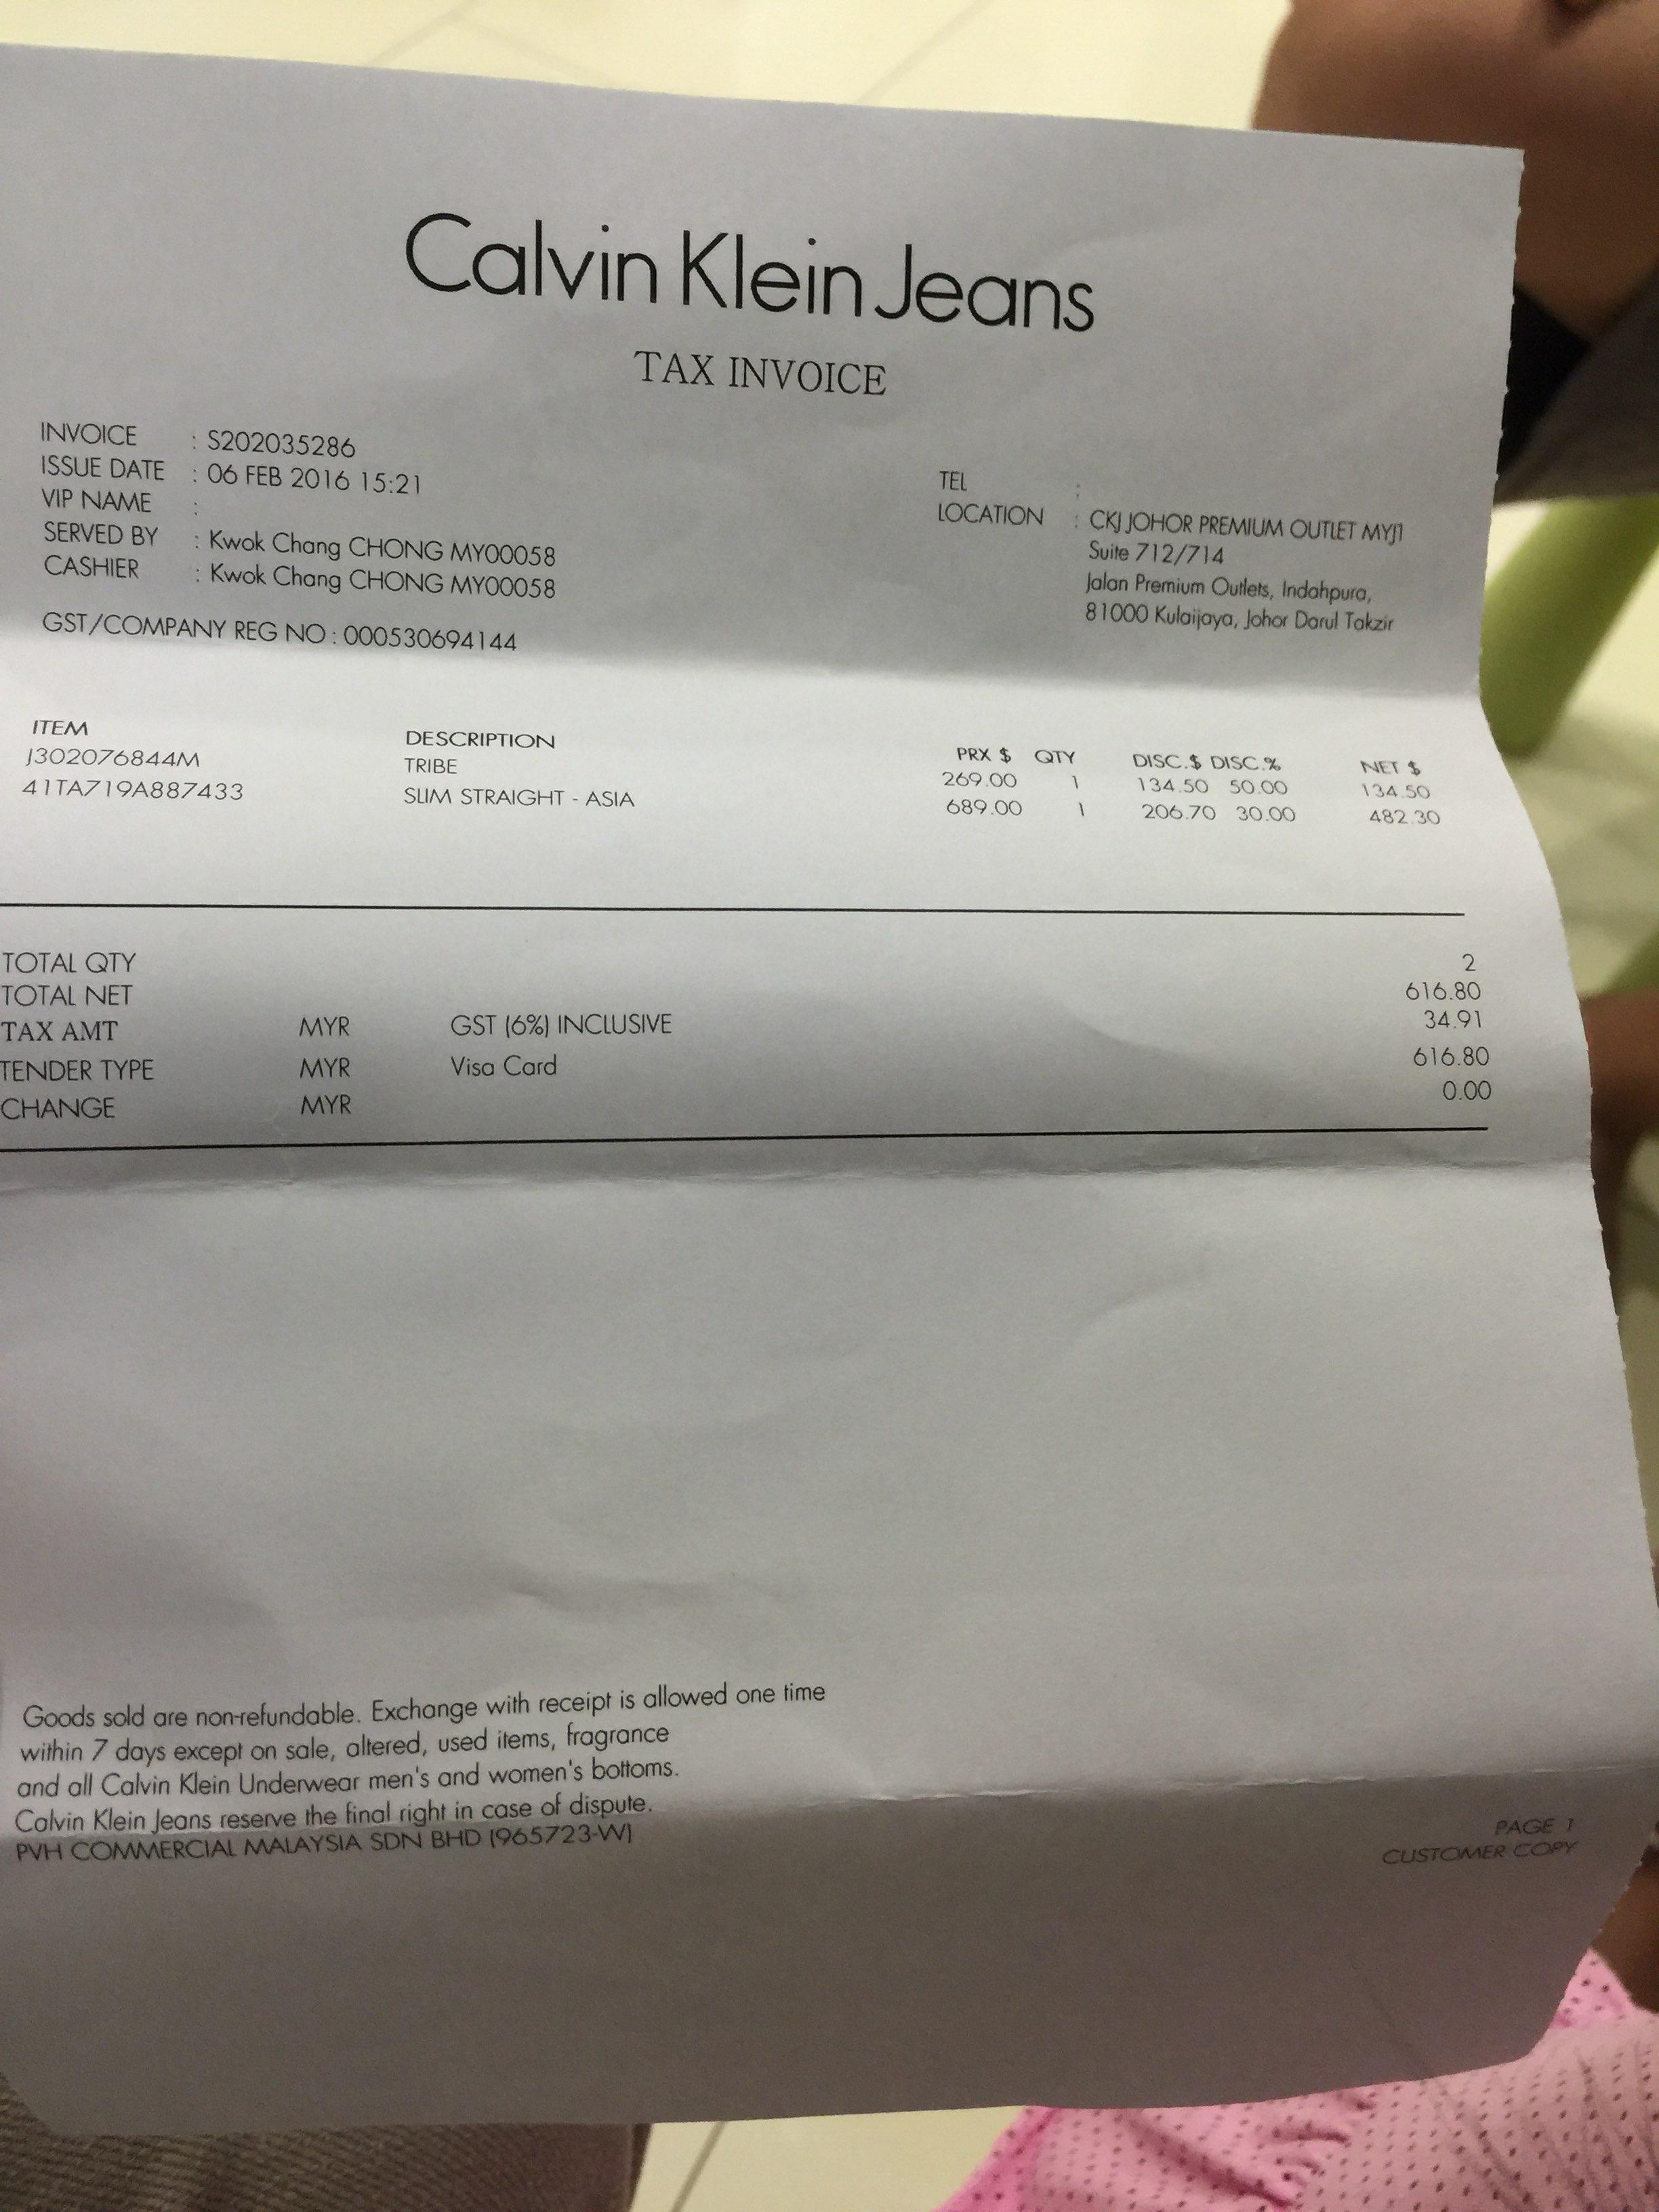 Calvin Klein Jeans
TAX INVOICE
INVOICE : S202035286
ISSUE DATE : 06 FEB 2016 15:21
VIP NAME :
SERVED BY : Kwok Chang CHONG MY00058
CASHIER : Kwok Chang CHONG MY00058
GST/COMPANY REG NO : 000530694144
TEL :
LOCATION : CKJ JOHOR PREMIUM OUTLET MYJ1
Suite 712/714
Jalan Premium Outlets, Indahpura,
81000 Kulaijaya, Johor Darul Takzir
ITEM DESCRIPTION PRX $ QTY DISC.$ DISC.% NET $
J302076844M TRIBE 269.00 1 134.50 50.00 134.50
41TA719A887433 SLIM STRAIGHT - ASIA 689.00 1 206.70 30.00 482.30
TOTAL QTY 2
TOTAL NET 616.80
TAX AMT MYR GST (6%) INCLUSIVE 34.91
TENDER TYPE MYR Visa Card 616.80
CHANGE MYR 0.00
Goods sold are non-refundable. Exchange with receipt is allowed one time
within 7 days except on sale, altered, used items, fragrance
and all Calvin Klein Underwear men's and women's bottoms.
Calvin Klein Jeans reserve the final right in case of dispute.
PVH COMMERCIAL MALAYSIA SDN BHD (965723-W)
PAGE 1
CUSTOMER COPY